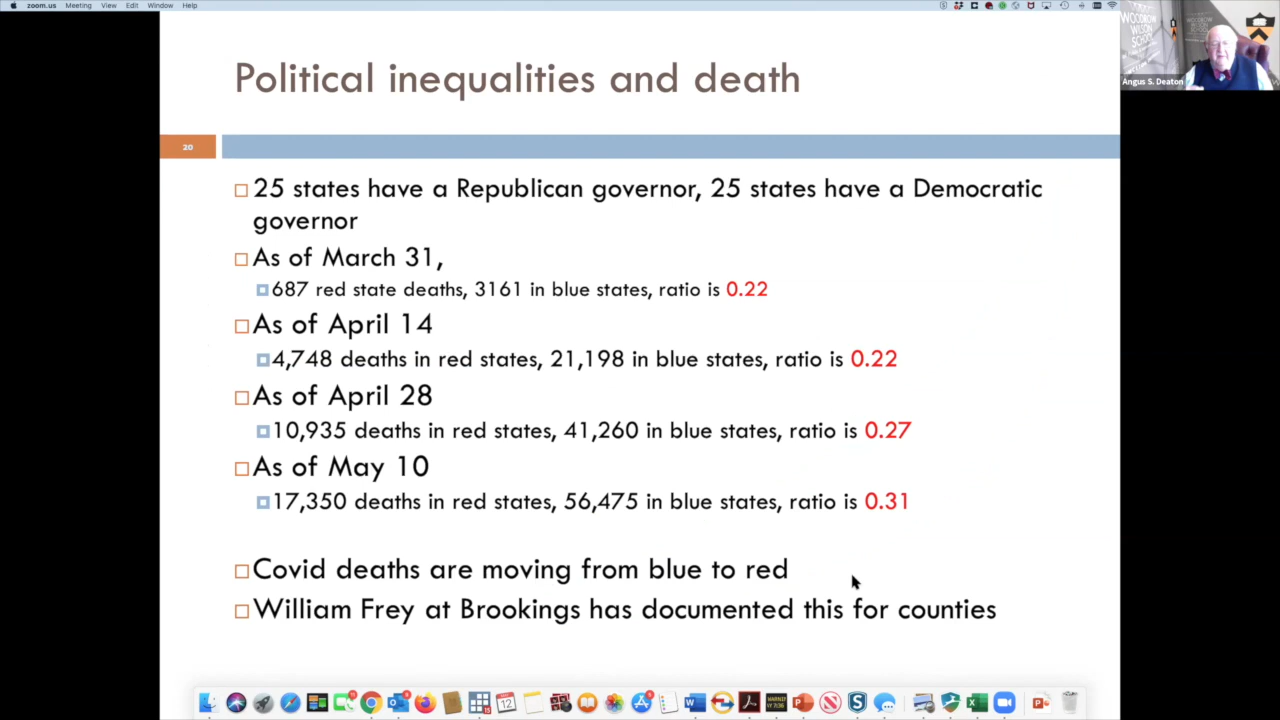 zoom.us Meeting View Edit Window Help
WOODROW WILSON SCHOOL
Angus S. Deaton
Political inequalities and death
20
25 states have a Republican governor, 25 states have a Democratic
governor
As of March 31,
687 red state deaths, 3161 in blue states, ratio is 0.22
As of April 14
4,748 deaths in red states, 21,198 in blue states, ratio is 0.22
As of April 28
10,935 deaths in red states, 41,260 in blue states, ratio is 0.27
As of May 10
17,350 deaths in red states, 56,475 in blue states, ratio is 0.31
Covid deaths are moving from blue to red
William Frey at Brookings has documented this for counties
12